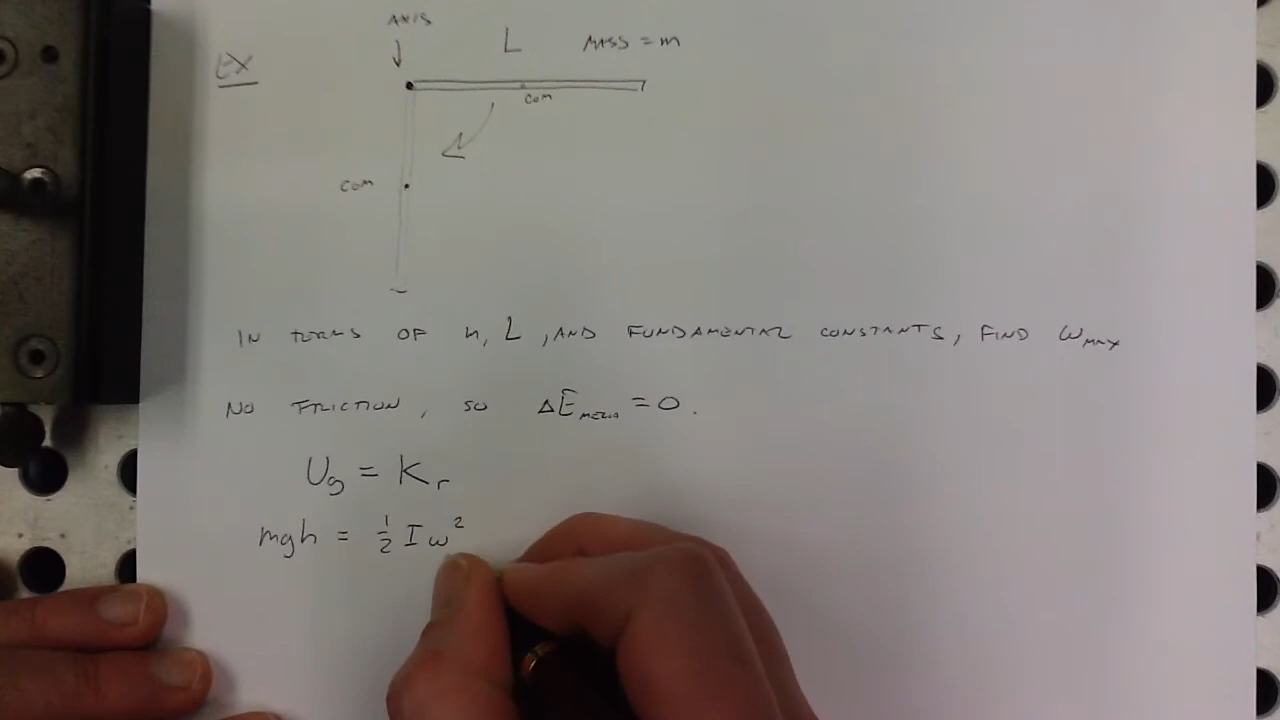 AXIS
EX L MASS = m
com
com
IN TERMS OF m, L, AND FUNDAMENTAL CONSTANTS, FIND ωMAX
NO FRICTION, SO ΔEMECH = 0.
Ug = Kr
mgh = 1/2 Iω²